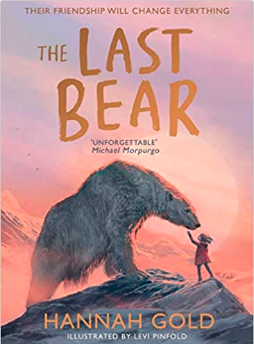 THEIR FRIENDSHIP WILL CHANGE EVERYTHING
THE LAST
BEAR
'UNFORGETTABLE'
Michael Morpurgo
HANNAH GOLD
ILLUSTRATED BY LEVI PINFOLD